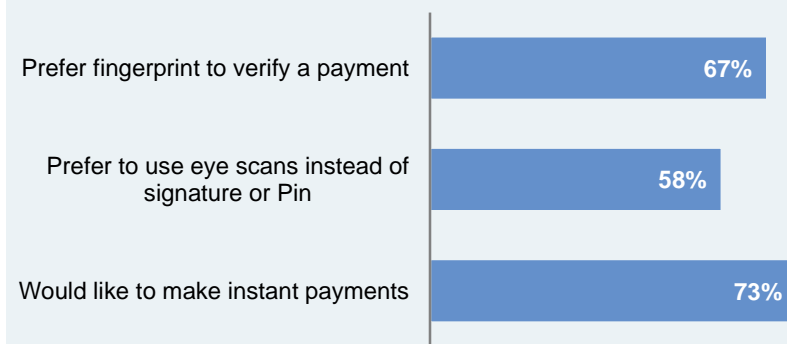 Prefer fingerprint to verify a payment
67%
Prefer to use eye scans instead of
signature or Pin
58%
Would like to make instant payments
73%